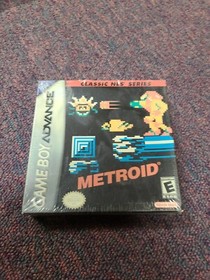 CLASSIC NES SERIES
GAME BOY ADVANCE
METROID
E